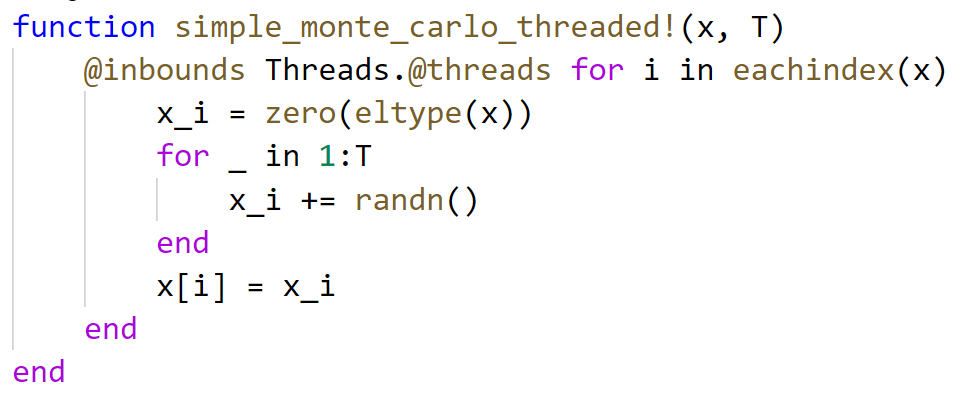 function simple_monte_carlo_threaded!(x, T)
    @inbounds Threads.@threads for i in eachindex(x)
        x_i = zero(eltype(x))
        for _ in 1:T
            x_i += randn()
        end
        x[i] = x_i
    end
end